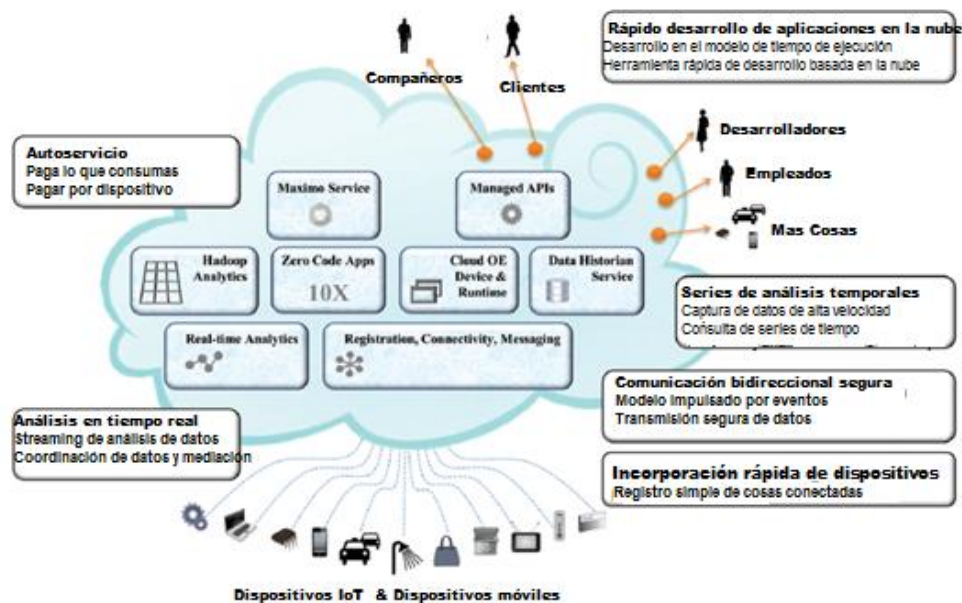 Rápido desarrollo de aplicaciones en la nube
Desarrollo en el modelo de tiempo de ejecución
Herramienta rápida de desarrollo basada en la nube
Compañeros
Clientes
Desarrolladores
Empleados
Mas Cosas
Autoservicio
Paga lo que consumas
Pagar por dispositivo
Maximo Service
Managed APIs
Hadoop
Analytics
Zero Code Apps
10X
Cloud OE
Device &
Runtime
Data Historian
Service
Real-time Analytics
Registration, Connectivity, Messaging
Series de análisis temporales
Captura de datos de alta velocidad
Consulta de series de tiempo
Comunicación bidireccional segura
Modelo impulsado por eventos
Transmisión segura de datos
Análisis en tiempo real
Streaming de análisis de datos
Coordinación de datos y mediación
Incorporación rápida de dispositivos
Registro simple de cosas conectadas
Dispositivos IoT & Dispositivos móviles